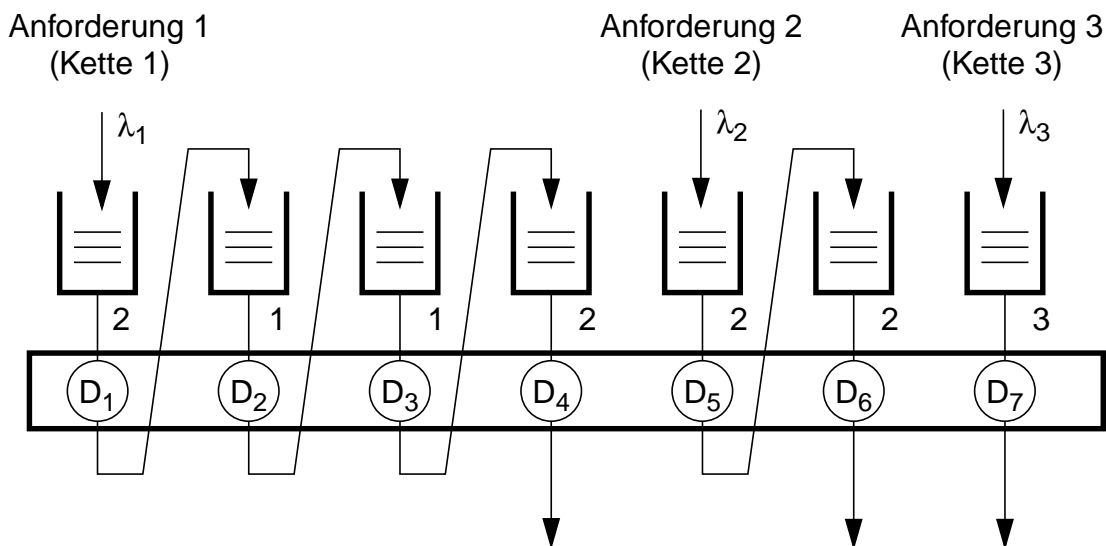 Anforderung 1
(Kette 1)
Anforderung 2
(Kette 2)
Anforderung 3
(Kette 3)
λ1
λ2
λ3
2 1 1 2 2 2 3
D1 D2 D3 D4 D5 D6 D7